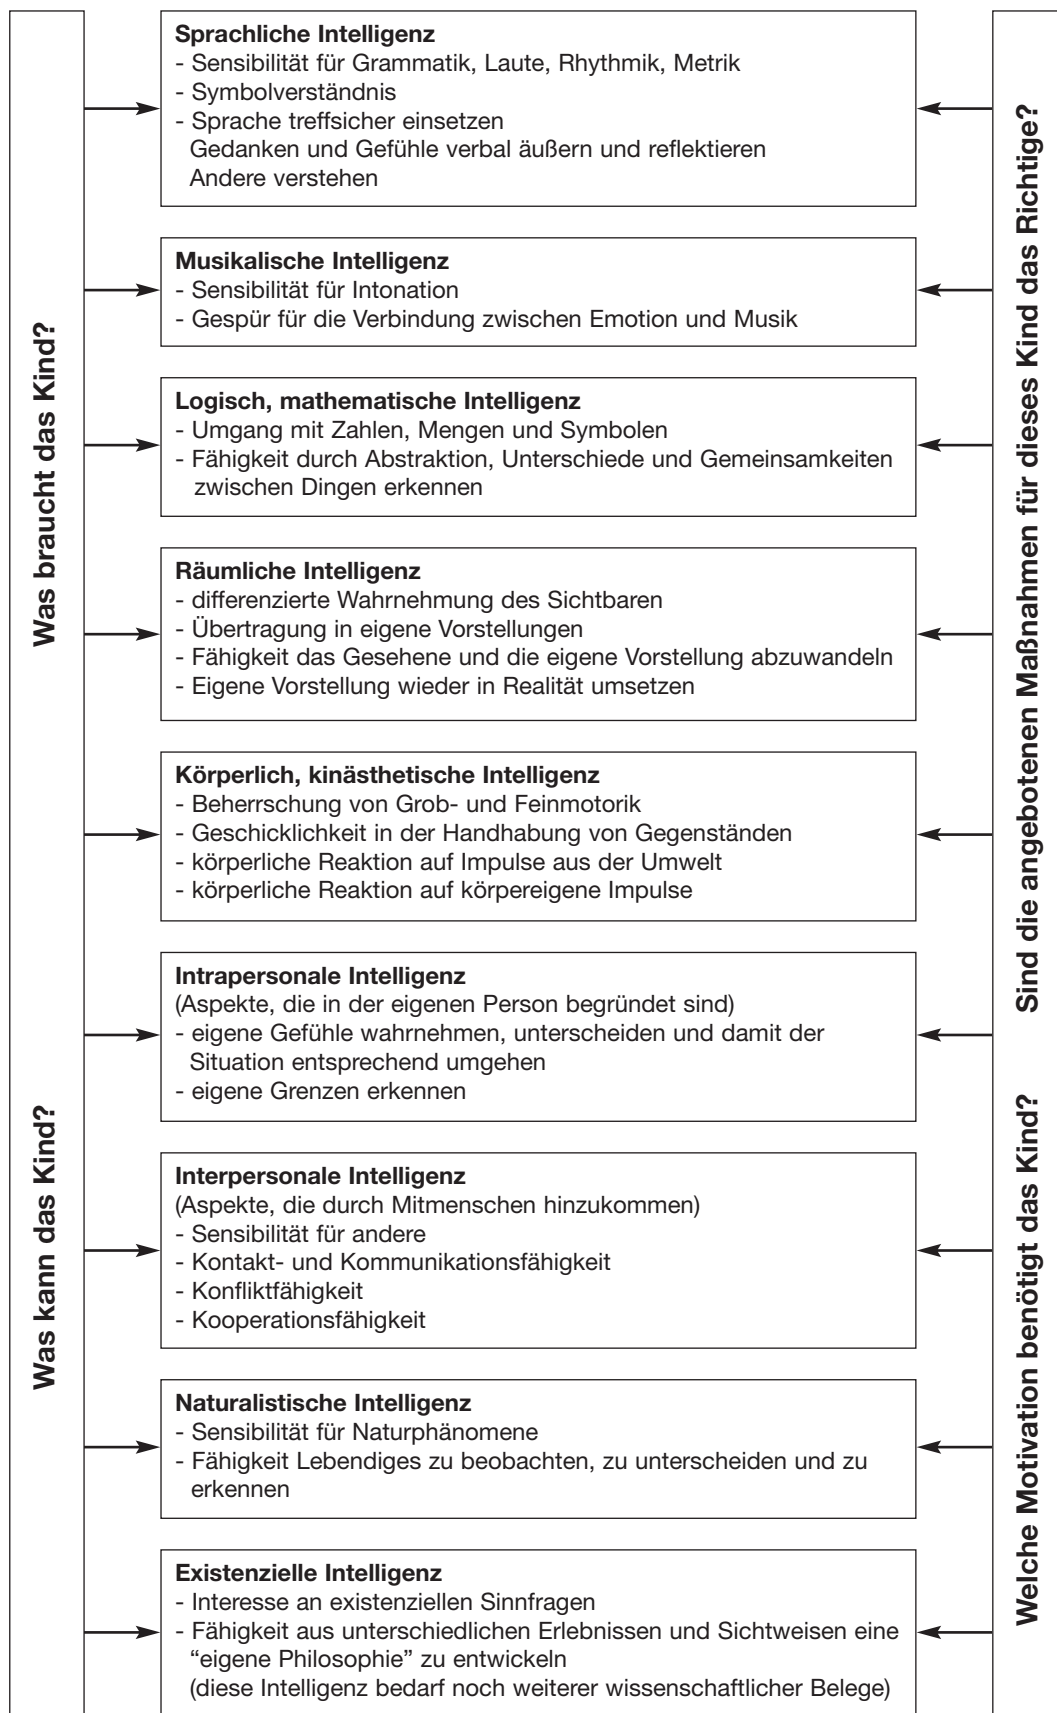 Was braucht das Kind?
Was kann das Kind?
Sprachliche Intelligenz
- Sensibilität für Grammatik, Laute, Rhythmik, Metrik
- Symbolverständnis
- Sprache treffsicher einsetzen
Gedanken und Gefühle verbal äußern und reflektieren
Andere verstehen
Musikalische Intelligenz
- Sensibilität für Intonation
- Gespür für die Verbindung zwischen Emotion und Musik
Logisch, mathematische Intelligenz
- Umgang mit Zahlen, Mengen und Symbolen
- Fähigkeit durch Abstraktion, Unterschiede und Gemeinsamkeiten
zwischen Dingen erkennen
Räumliche Intelligenz
- differenzierte Wahrnehmung des Sichtbaren
- Übertragung in eigene Vorstellungen
- Fähigkeit das Gesehene und die eigene Vorstellung abzuwandeln
- Eigene Vorstellung wieder in Realität umsetzen
Körperlich, kinästhetische Intelligenz
- Beherrschung von Grob- und Feinmotorik
- Geschicklichkeit in der Handhabung von Gegenständen
- körperliche Reaktion auf Impulse aus der Umwelt
- körperliche Reaktion auf körpereigene Impulse
Intrapersonale Intelligenz
(Aspekte, die in der eigenen Person begründet sind)
- eigene Gefühle wahrnehmen, unterscheiden und damit der
Situation entsprechend umgehen
- eigene Grenzen erkennen
Interpersonale Intelligenz
(Aspekte, die durch Mitmenschen hinzukommen)
- Sensibilität für andere
- Kontakt- und Kommunikationsfähigkeit
- Konfliktfähigkeit
- Kooperationsfähigkeit
Naturalistische Intelligenz
- Sensibilität für Naturphänomene
- Fähigkeit Lebendiges zu beobachten, zu unterscheiden und zu
erkennen
Existenzielle Intelligenz
- Interesse an existenziellen Sinnfragen
- Fähigkeit aus unterschiedlichen Erlebnissen und Sichtweisen eine
“eigene Philosophie” zu entwickeln
(diese Intelligenz bedarf noch weiterer wissenschaftlicher Belege)
Sind die angebotenen Maßnahmen für dieses Kind das Richtige?
Welche Motivation benötigt das Kind?